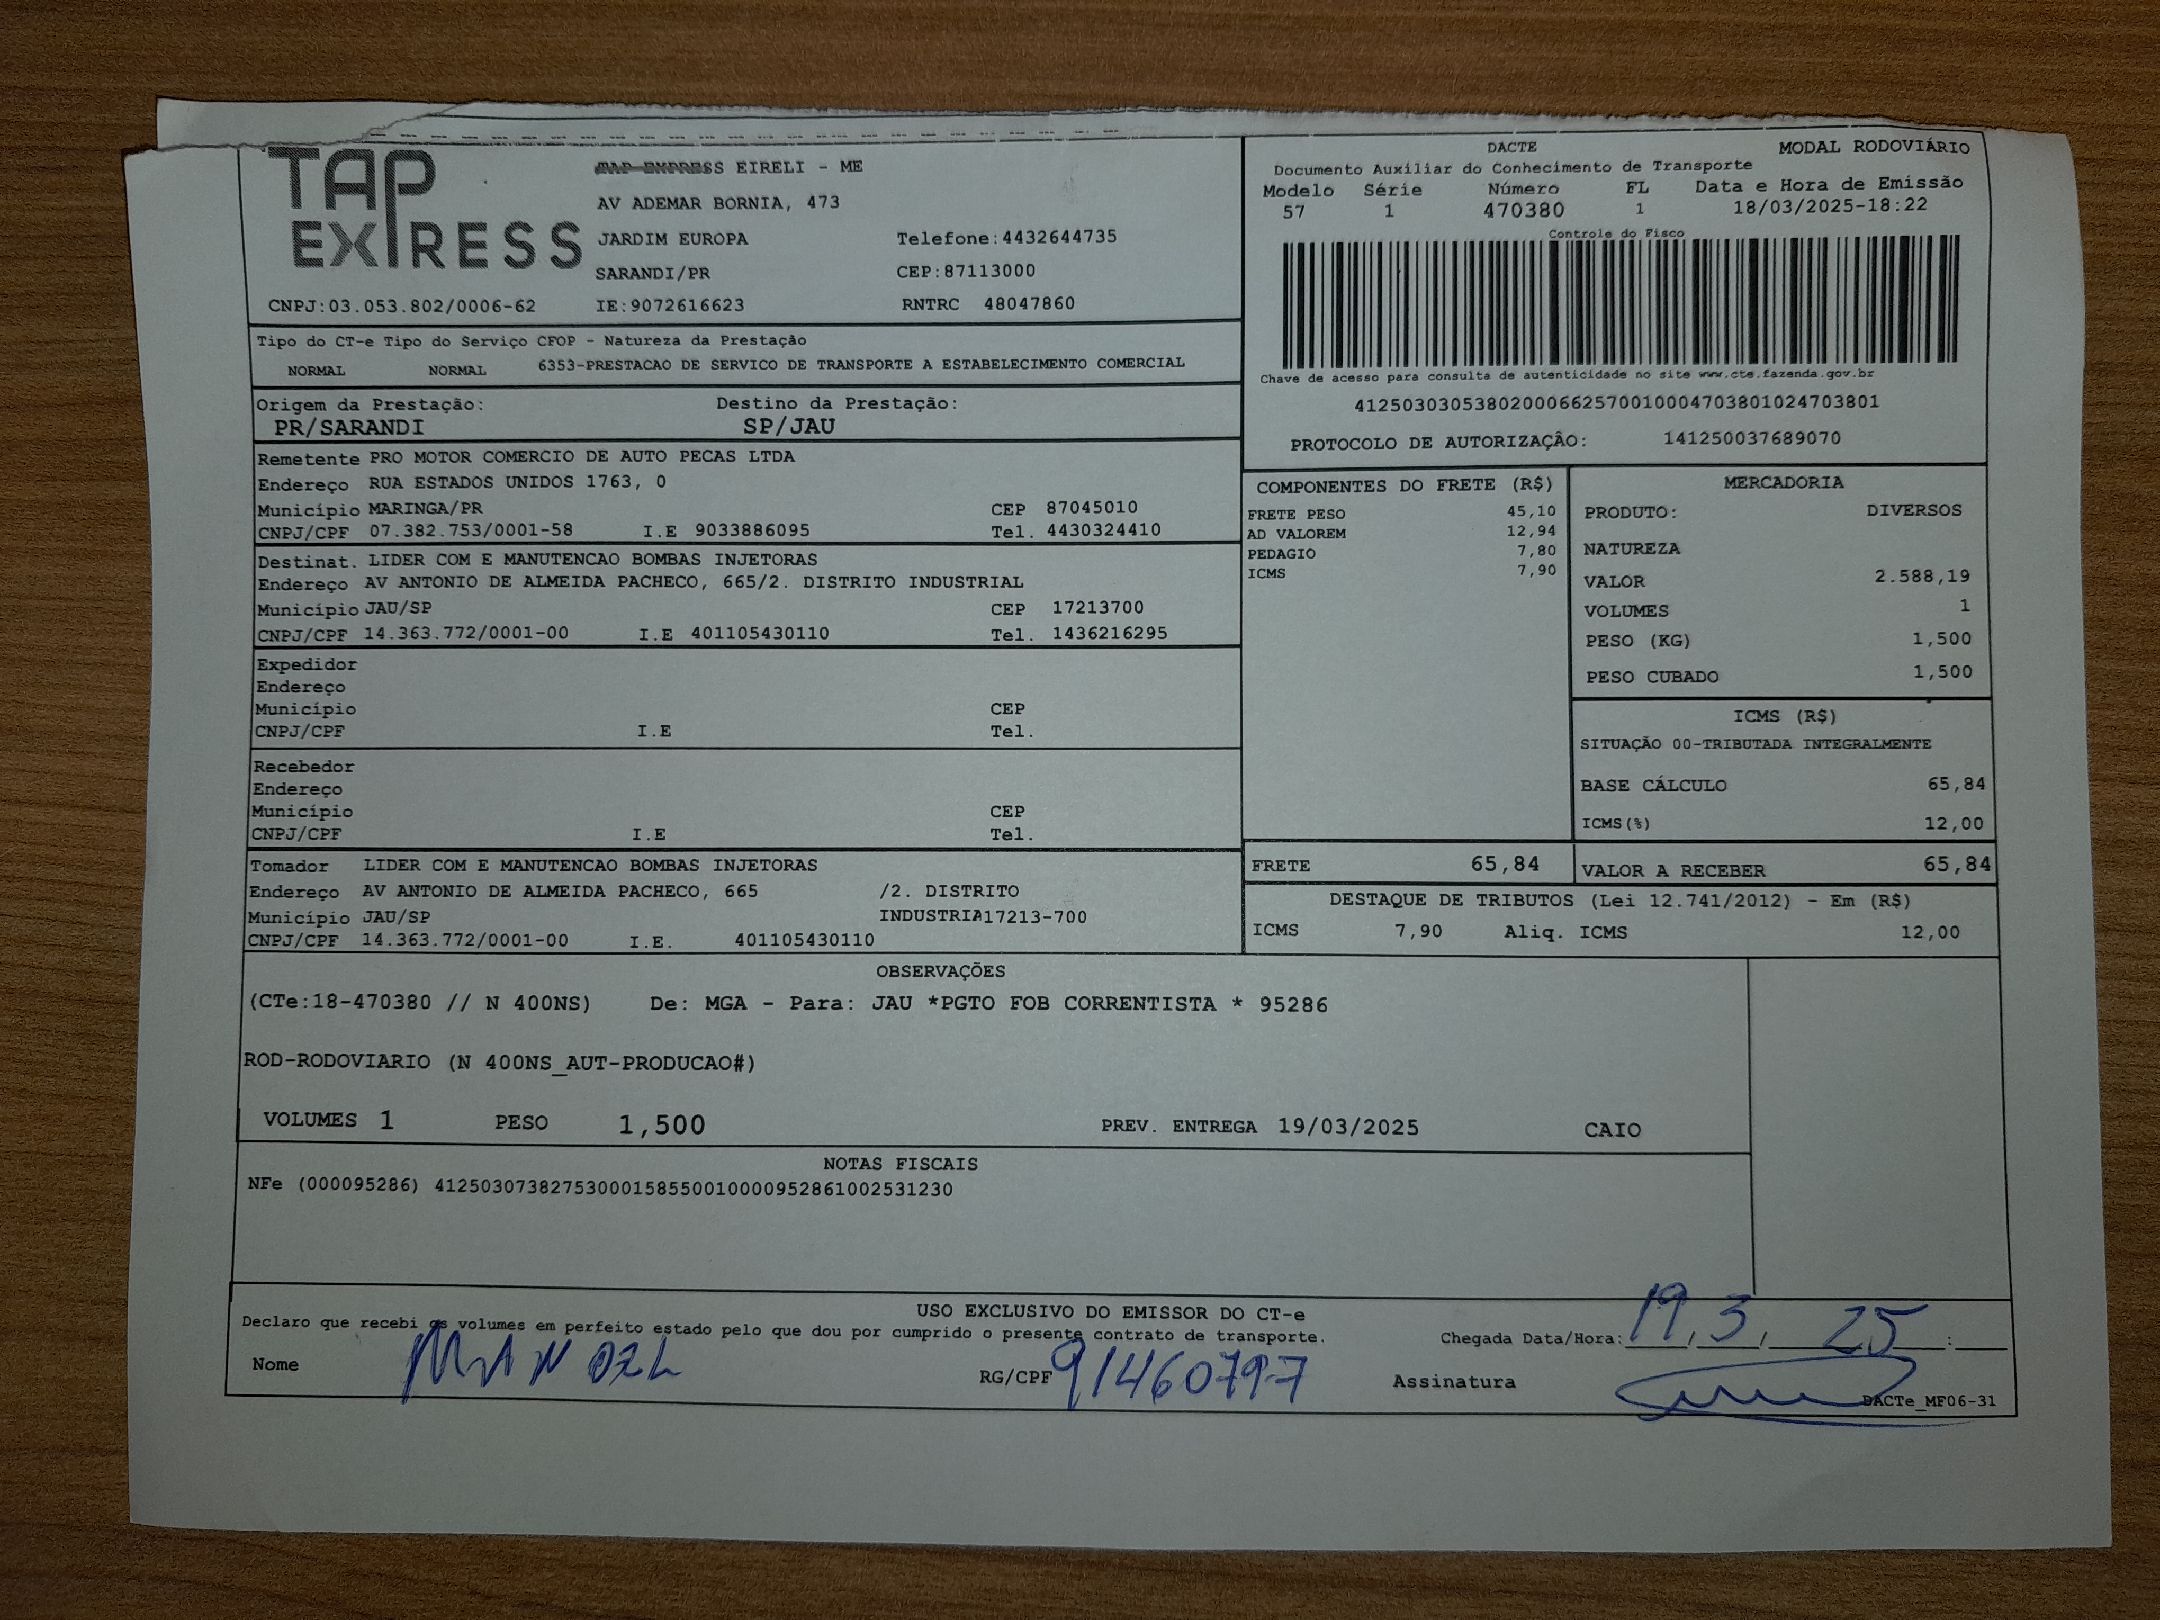 TAP EXPRESS
TAP EXPRESS EIRELI - ME
AV ADEMAR BORNIA, 473
JARDIM EUROPA Telefone:4432644735
SARANDI/PR CEP:87113000
CNPJ:03.053.802/0006-62 IE:9072616623 RNTRC 48047860
DACTE MODAL RODOVIÁRIO
Documento Auxiliar do Conhecimento de Transporte
Modelo Série Número FL Data e Hora de Emissão
57 1 470380 1 18/03/2025-18:22
Controle do Fisco
Chave de acesso para consulta de autenticidade no site www.cte.fazenda.gov.br
41250303053802000662570010004703801024703801
PROTOCOLO DE AUTORIZAÇÃO: 141250037689070
Tipo do CT-e Tipo do Serviço CFOP - Natureza da Prestação
NORMAL NORMAL 6353-PRESTACAO DE SERVICO DE TRANSPORTE A ESTABELECIMENTO COMERCIAL
Origem da Prestação: Destino da Prestação:
PR/SARANDI SP/JAU
Remetente PRO MOTOR COMERCIO DE AUTO PECAS LTDA
Endereço RUA ESTADOS UNIDOS 1763, 0
Município MARINGA/PR CEP 87045010
CNPJ/CPF 07.382.753/0001-58 I.E 9033886095 Tel. 4430324410
Destinat. LIDER COM E MANUTENCAO BOMBAS INJETORAS
Endereço AV ANTONIO DE ALMEIDA PACHECO, 665/2. DISTRITO INDUSTRIAL
Município JAU/SP CEP 17213700
CNPJ/CPF 14.363.772/0001-00 I.E 401105430110 Tel. 1436216295
Expedidor
Endereço
Município CEP
CNPJ/CPF I.E Tel.
Recebedor
Endereço
Município CEP
CNPJ/CPF I.E Tel.
Tomador LIDER COM E MANUTENCAO BOMBAS INJETORAS
Endereço AV ANTONIO DE ALMEIDA PACHECO, 665 /2. DISTRITO
Município JAU/SP INDUSTRIA17213-700
CNPJ/CPF 14.363.772/0001-00 I.E. 401105430110
COMPONENTES DO FRETE (R$)
FRETE PESO 45,10
AD VALOREM 12,94
PEDAGIO 7,80
ICMS 7,90
MERCADORIA
PRODUTO: DIVERSOS
NATUREZA
VALOR 2.588,19
VOLUMES 1
PESO (KG) 1,500
PESO CUBADO 1,500
ICMS (R$)
SITUAÇÃO 00-TRIBUTADA INTEGRALMENTE
BASE CÁLCULO 65,84
ICMS(%) 12,00
FRETE 65,84 VALOR A RECEBER 65,84
DESTAQUE DE TRIBUTOS (Lei 12.741/2012) - Em (R$)
ICMS 7,90 Aliq. ICMS 12,00
OBSERVAÇÕES
(CTe:18-470380 // N 400NS) De: MGA - Para: JAU *PGTO FOB CORRENTISTA * 95286
ROD-RODOVIARIO (N 400NS_AUT-PRODUCAO#)
VOLUMES 1 PESO 1,500 PREV. ENTREGA 19/03/2025 CAIO
NOTAS FISCAIS
NFe (000095286) 41250307382753000158550010000952861002531230
USO EXCLUSIVO DO EMISSOR DO CT-e
Declaro que recebi os volumes em perfeito estado pelo que dou por cumprido o presente contrato de transporte.
Chegada Data/Hora: 19, 3, 25 :
Nome MANOEL RG/CPF 91460797 Assinatura
DACTe_MF06-31